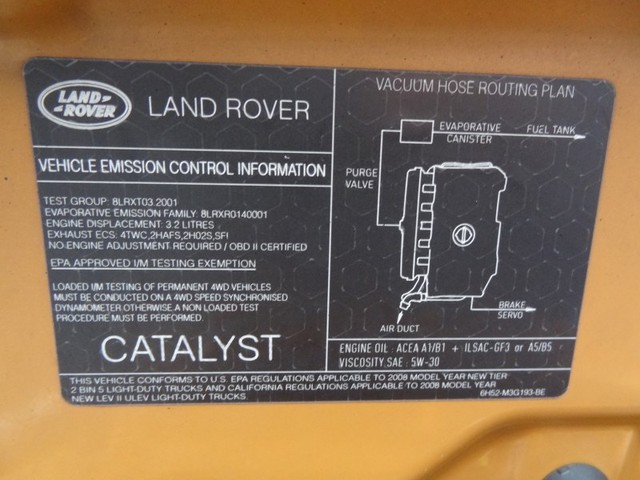 LAND ROVER
LAND ROVER
VEHICLE EMISSION CONTROL INFORMATION
TEST GROUP: 8LRXT03.2001
EVAPORATIVE EMISSION FAMILY: 8LRXR0140001
ENGINE DISPLACEMENT: 3.2 LITRES
EXHAUST ECS: 4TWC,2HAFS,2HO2S,SFI
NO ENGINE ADJUSTMENT REQUIRED / OBD II CERTIFIED
EPA APPROVED I/M TESTING EXEMPTION
LOADED I/M TESTING OF PERMANENT 4WD VEHICLES
MUST BE CONDUCTED ON A 4WD SPEED SYNCHRONISED
DYNAMOMETER OTHERWISE A NON LOADED TEST
PROCEDURE MUST BE PERFORMED.
CATALYST
VACUUM HOSE ROUTING PLAN
EVAPORATIVE
CANISTER
FUEL TANK
PURGE
VALVE
BRAKE
SERVO
AIR DUCT
ENGINE OIL : ACEA A1/B1 + ILSAC-GF3 or A5/B5
VISCOSITY SAE : 5W-30
THIS VEHICLE CONFORMS TO U.S. EPA REGULATIONS APPLICABLE TO 2008 MODEL YEAR NEW TIER
2 BIN 5 LIGHT-DUTY TRUCKS AND CALIFORNIA REGULATIONS APPLICABLE TO 2008 MODEL YEAR
NEW LEV II ULEV LIGHT-DUTY TRUCKS.
6H52-M3G193-BE